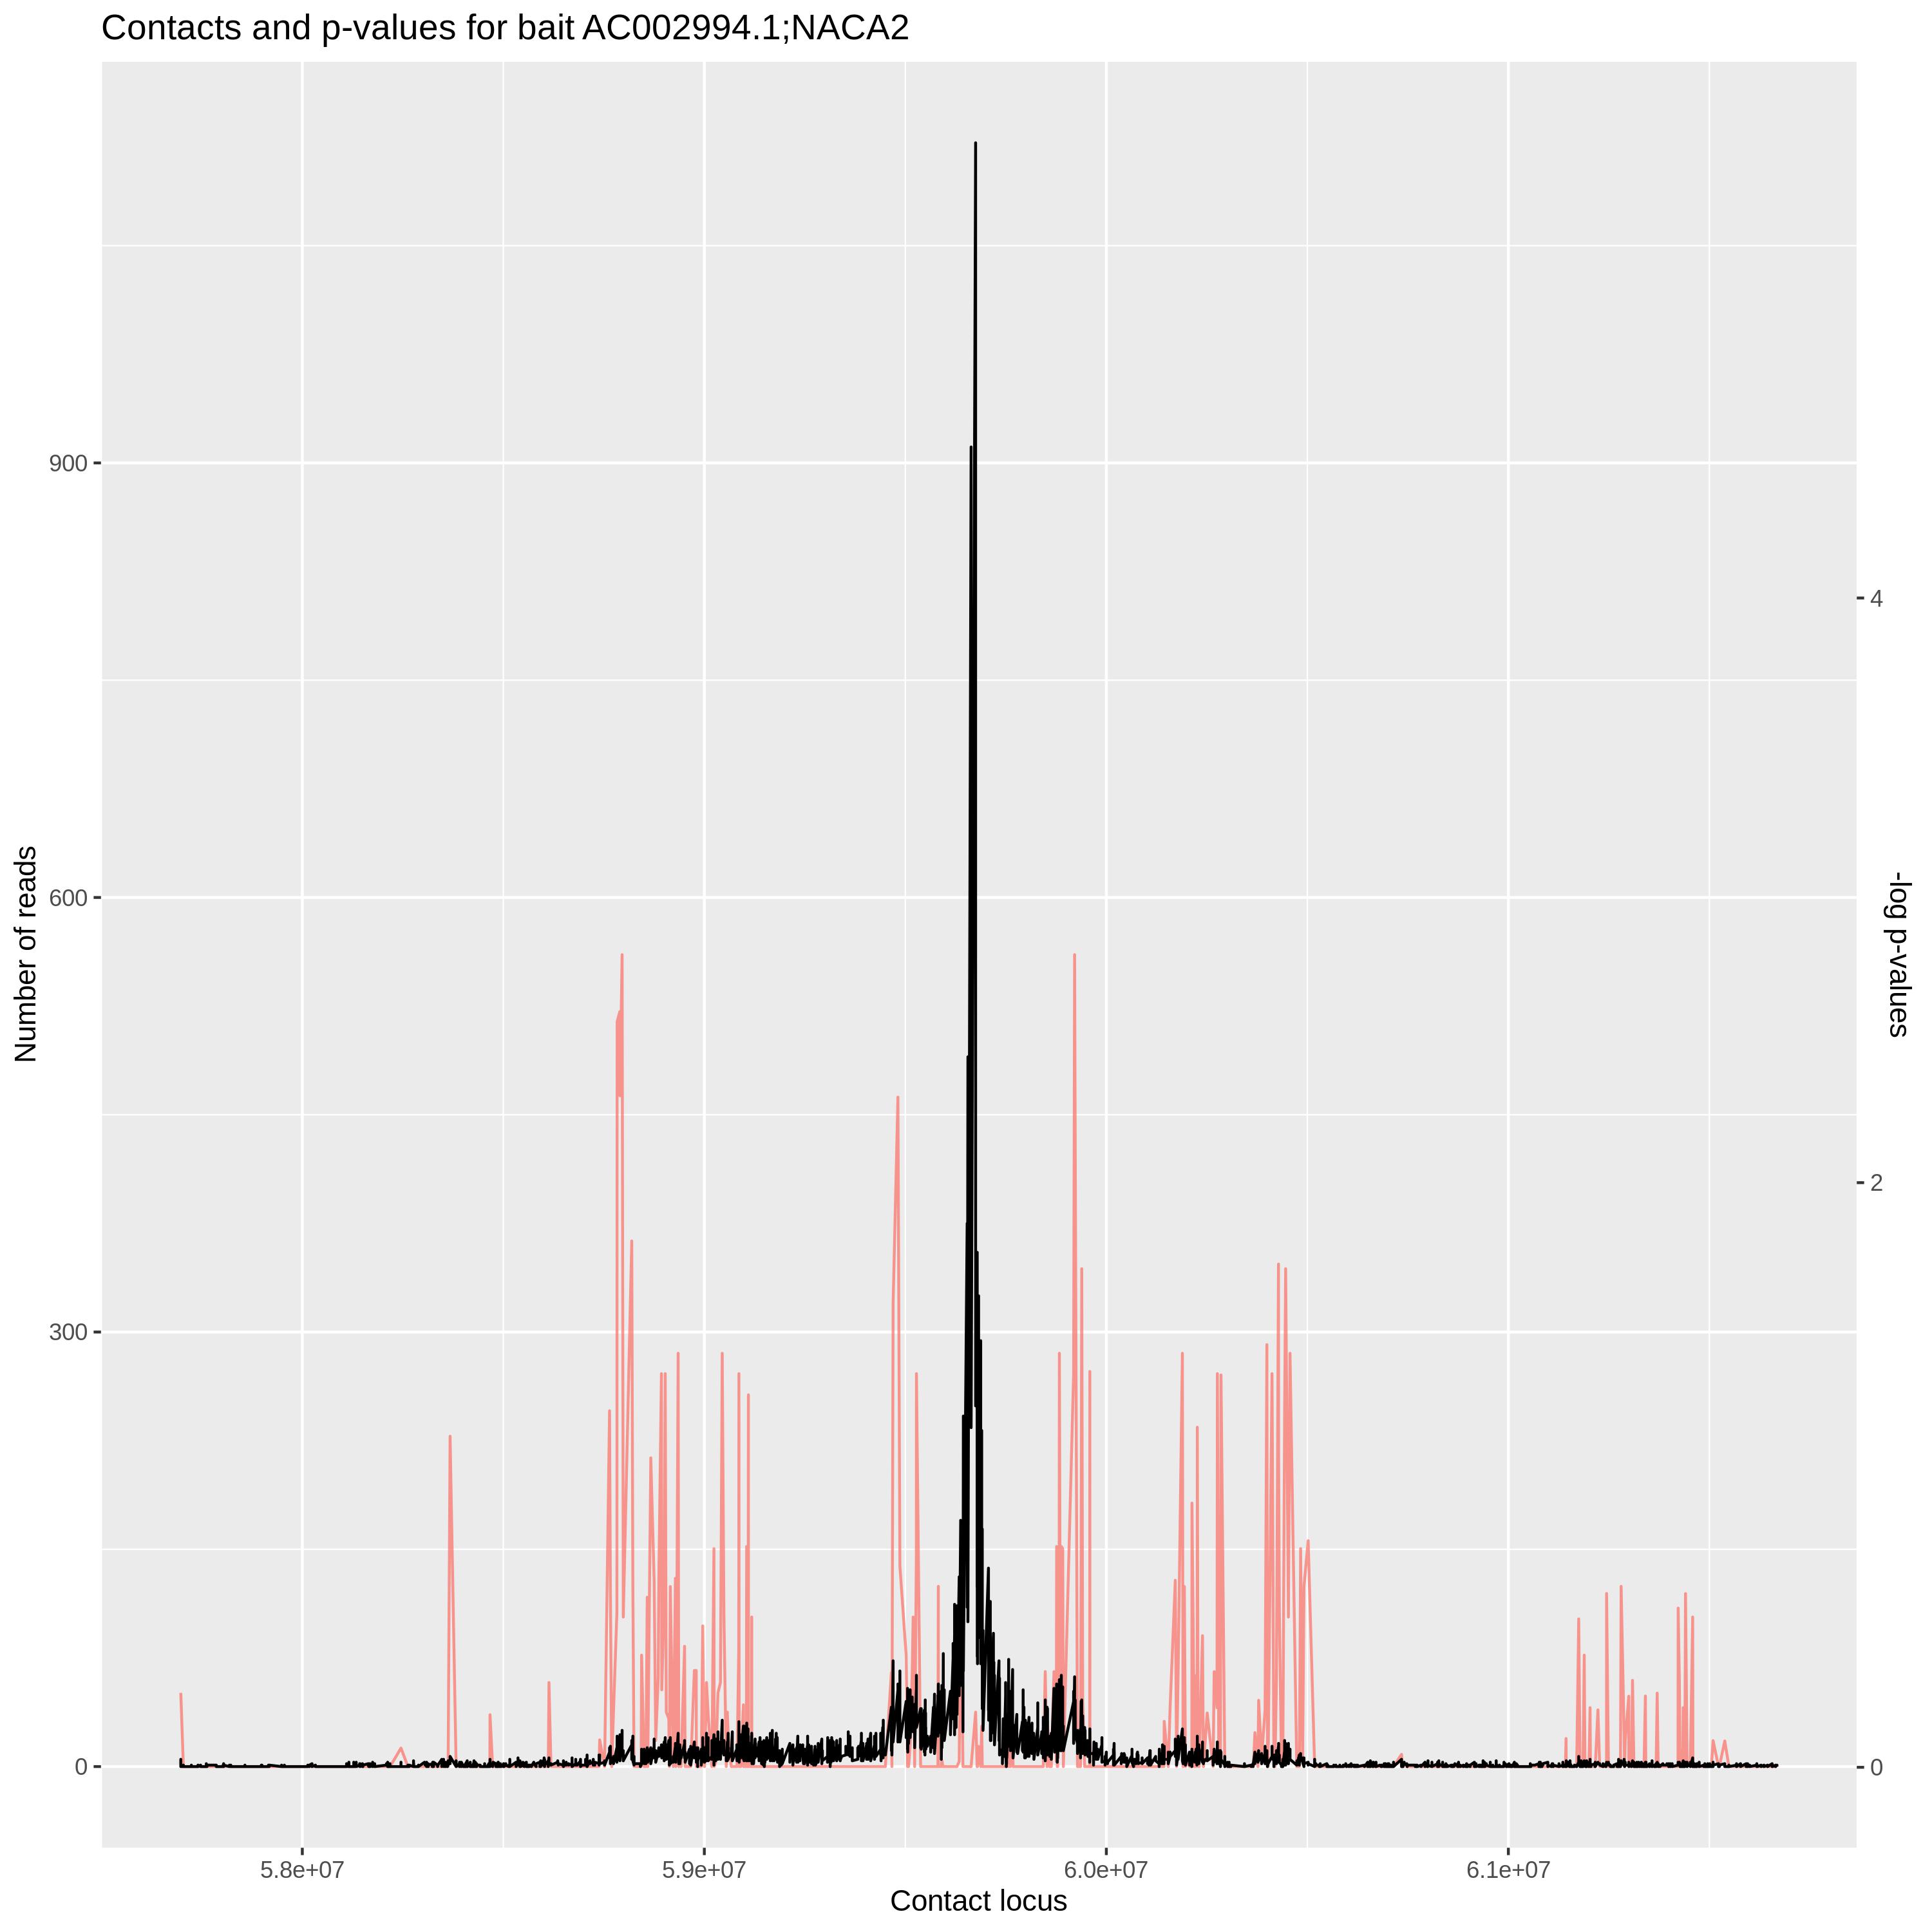 Contacts and p-values for bait AC002994.1;NACA2
900
600
300
0
Number of reads
4
2
0
-log p-values
5.8e+07
5.9e+07
6.0e+07
6.1e+07
Contact locus